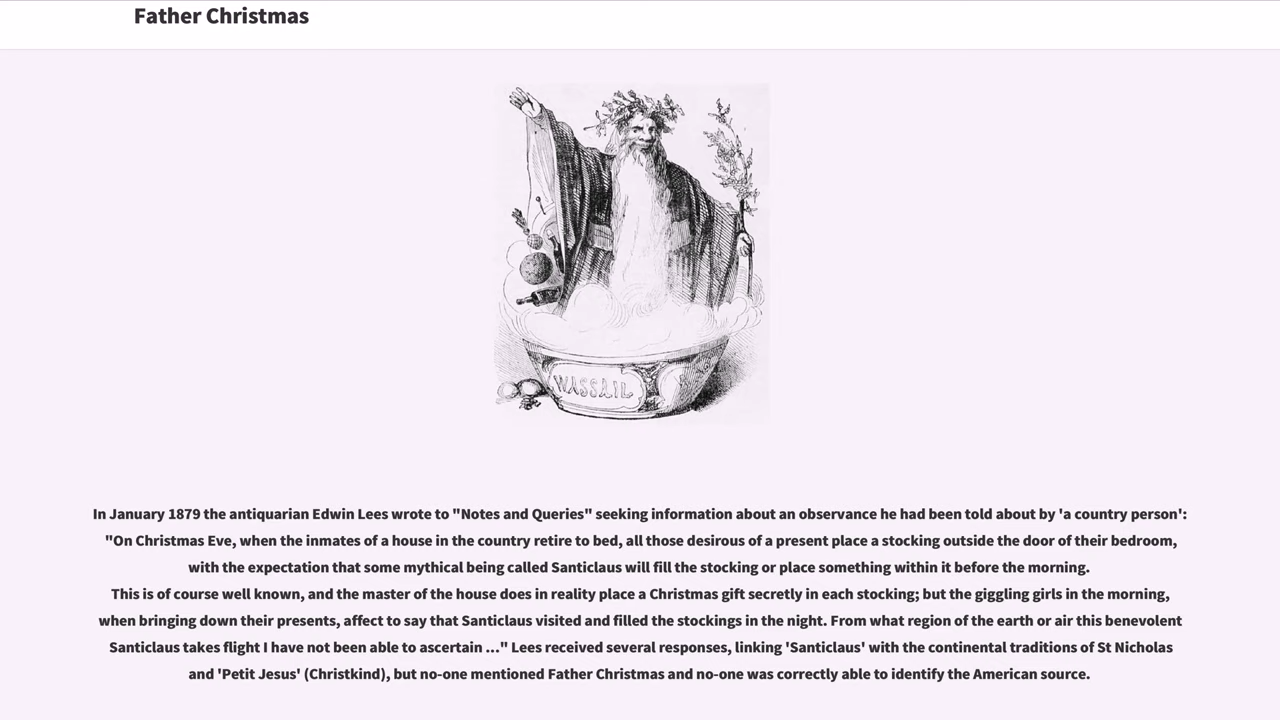 Father Christmas
WASSAIL
In January 1879 the antiquarian Edwin Lees wrote to "Notes and Queries" seeking information about an observance he had been told about by 'a country person':
"On Christmas Eve, when the inmates of a house in the country retire to bed, all those desirous of a present place a stocking outside the door of their bedroom,
with the expectation that some mythical being called Santiclaus will fill the stocking or place something within it before the morning.
This is of course well known, and the master of the house does in reality place a Christmas gift secretly in each stocking; but the giggling girls in the morning,
when bringing down their presents, affect to say that Santiclaus visited and filled the stockings in the night. From what region of the earth or air this benevolent
Santiclaus takes flight I have not been able to ascertain ..." Lees received several responses, linking 'Santiclaus' with the continental traditions of St Nicholas
and 'Petit Jesus' (Christkind), but no-one mentioned Father Christmas and no-one was correctly able to identify the American source.